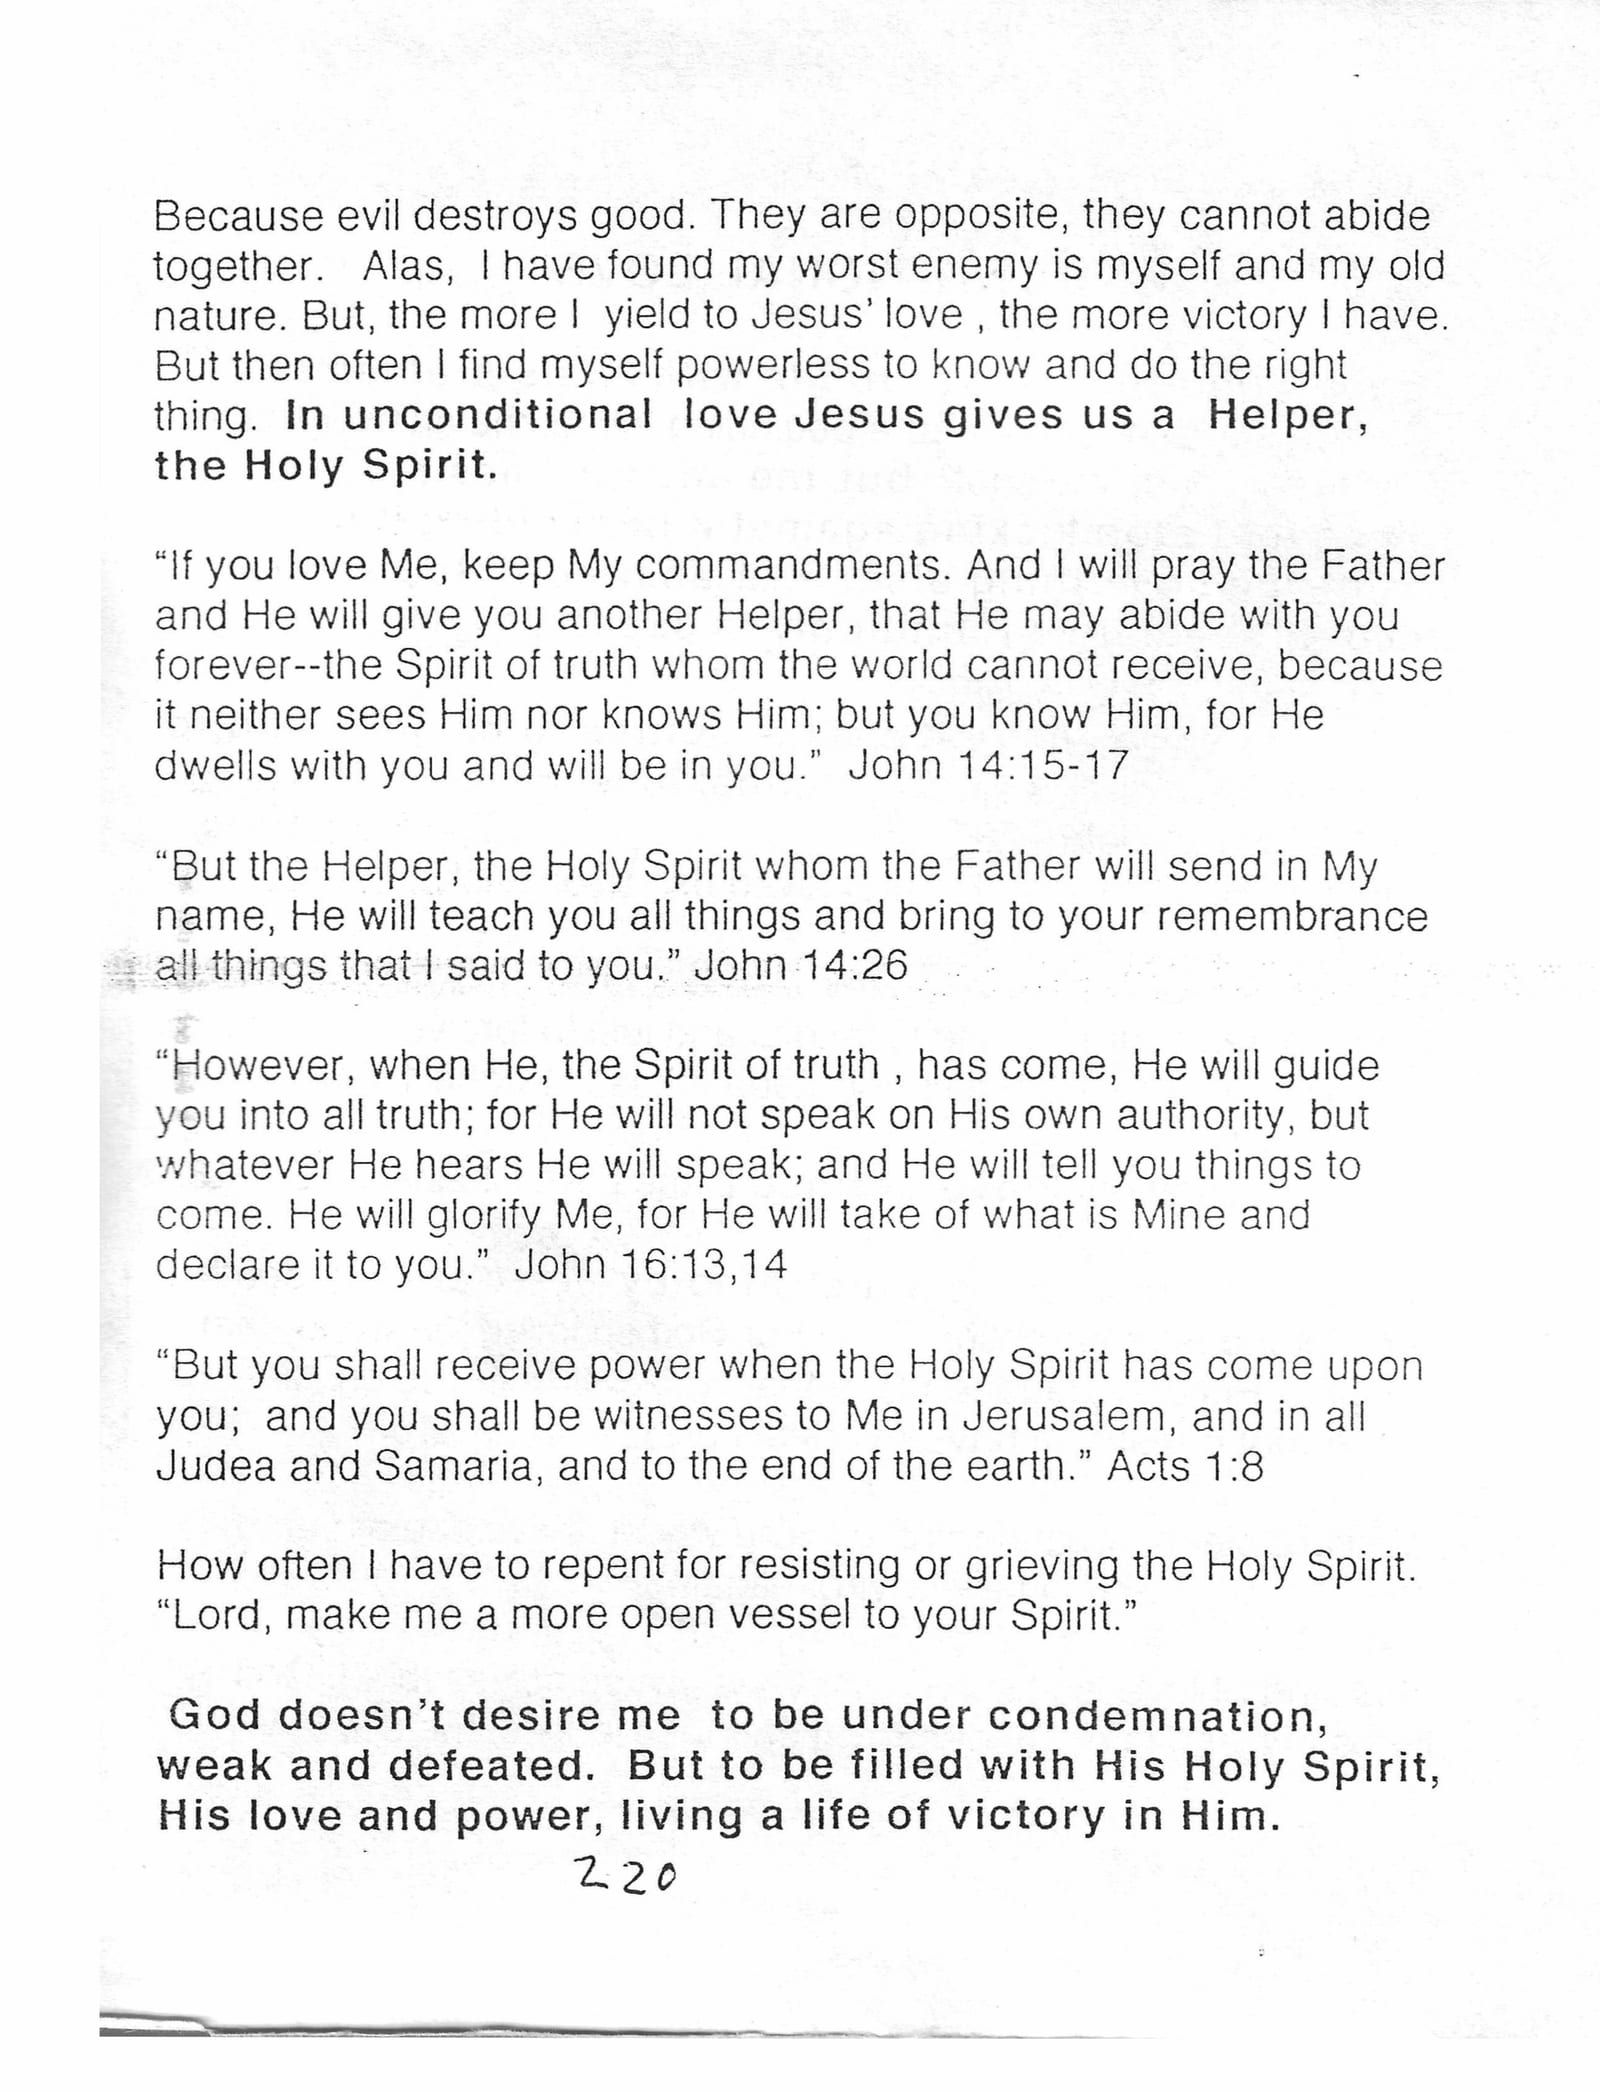 Because evil destroys good. They are opposite, they cannot abide
together. Alas, I have found my worst enemy is myself and my old
nature. But, the more I yield to Jesus’ love , the more victory I have.
But then often I find myself powerless to know and do the right
thing. In unconditional love Jesus gives us a Helper,
the Holy Spirit.
“If you love Me, keep My commandments. And I will pray the Father
and He will give you another Helper, that He may abide with you
forever--the Spirit of truth whom the world cannot receive, because
it neither sees Him nor knows Him; but you know Him, for He
dwells with you and will be in you.” John 14:15-17
“But the Helper, the Holy Spirit whom the Father will send in My
name, He will teach you all things and bring to your remembrance
all things that I said to you.” John 14:26
“However, when He, the Spirit of truth , has come, He will guide
you into all truth; for He will not speak on His own authority, but
whatever He hears He will speak; and He will tell you things to
come. He will glorify Me, for He will take of what is Mine and
declare it to you.” John 16:13,14
“But you shall receive power when the Holy Spirit has come upon
you; and you shall be witnesses to Me in Jerusalem, and in all
Judea and Samaria, and to the end of the earth.” Acts 1:8
How often I have to repent for resisting or grieving the Holy Spirit.
“Lord, make me a more open vessel to your Spirit.”
God doesn’t desire me to be under condemnation,
weak and defeated. But to be filled with His Holy Spirit,
His love and power, living a life of victory in Him.
220